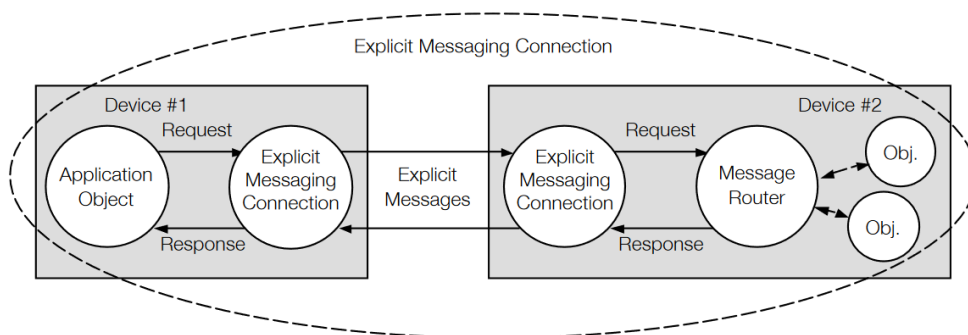 Explicit Messaging Connection
Device #1
Device #2
Request
Request
Application
Object
Explicit
Messaging
Connection
Explicit
Messages
Explicit
Messaging
Connection
Message
Router
Obj.
Obj.
Response
Response